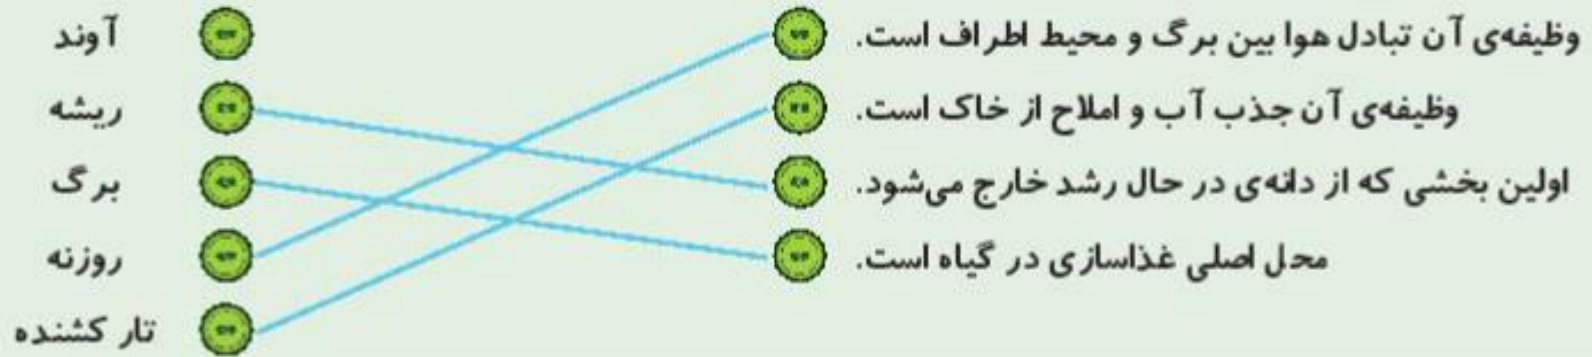 وظیفه‌ی آن تبادل هوا بین برگ و محیط اطراف است. آوند
وظیفه‌ی آن جذب آب و املاح از خاک است. ریشه
اولین بخشی که از دانه‌ی در حال رشد خارج می‌شود. برگ
محل اصلی غذاسازی در گیاه است. روزنه
تار کشنده